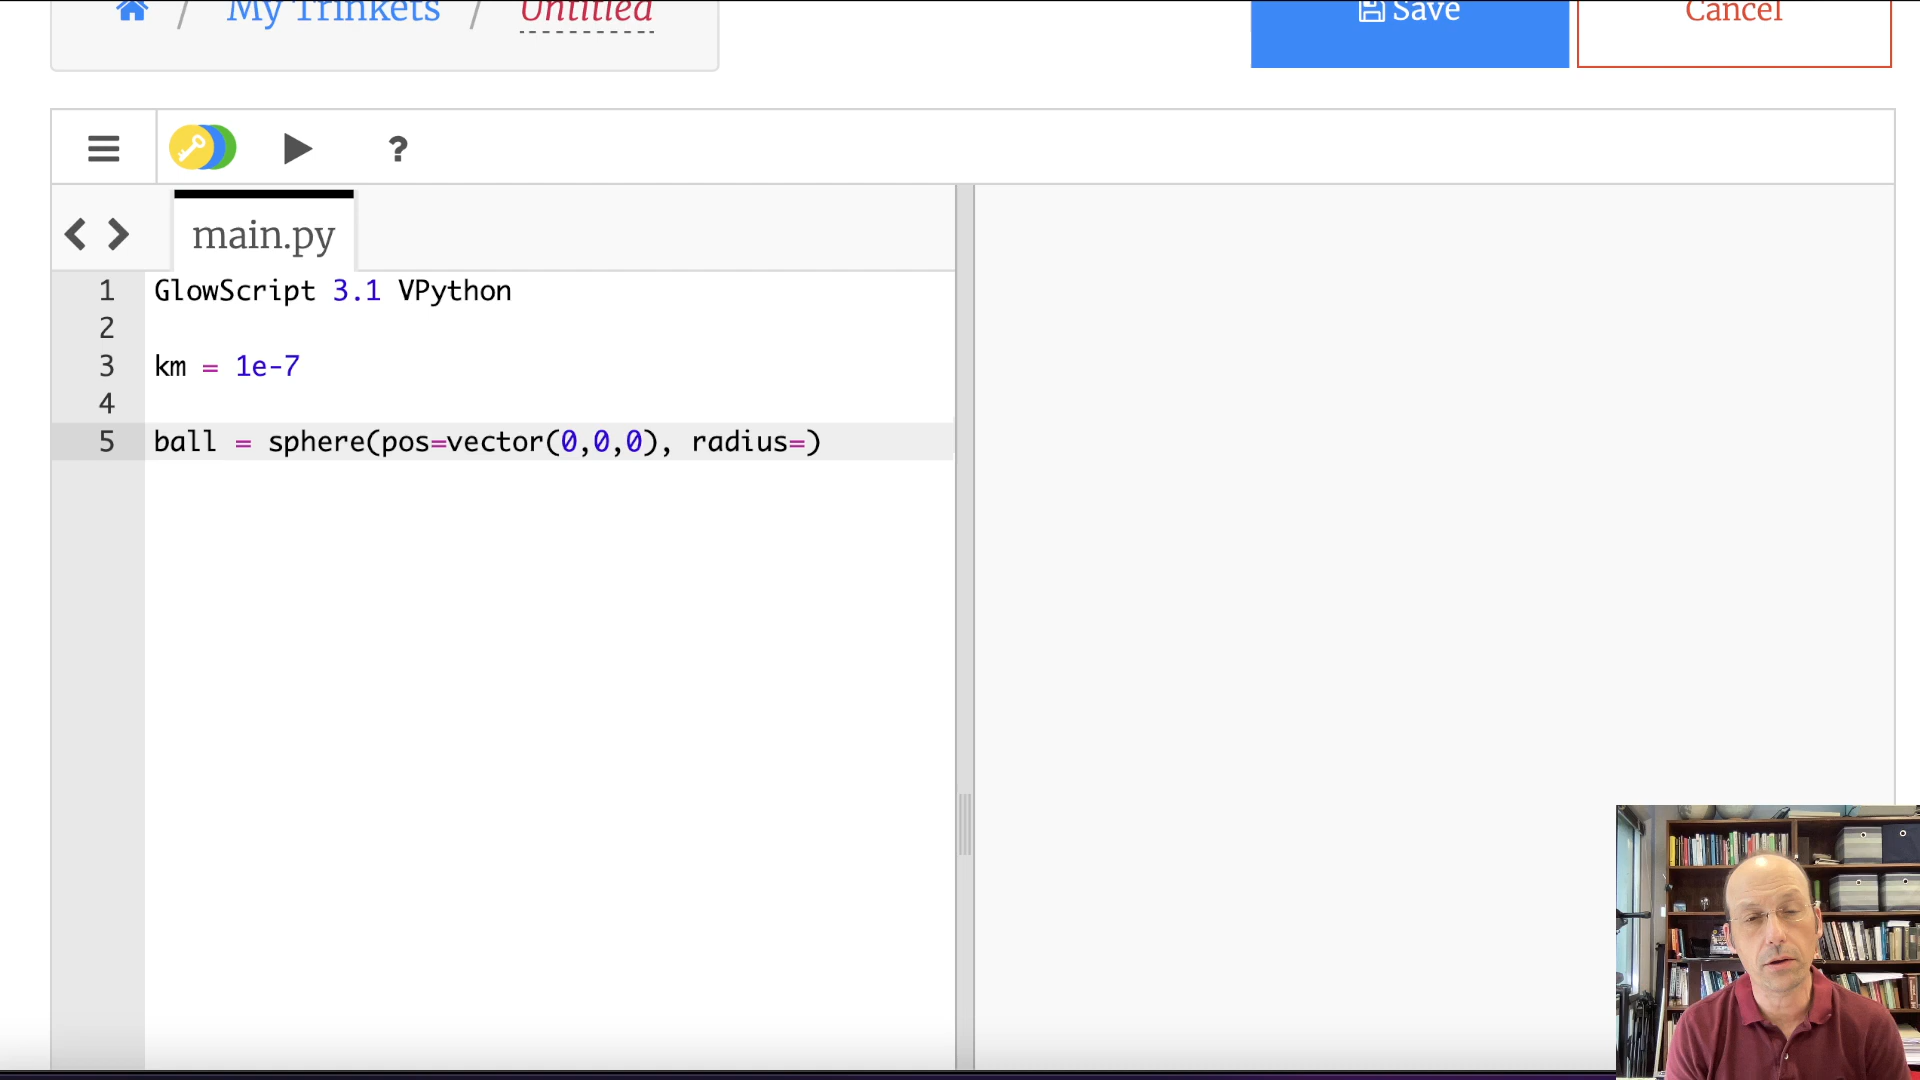 / My Trinkets / Untitled
Save
Cancel
?
main.py
1 GlowScript 3.1 VPython
2
3 km = 1e-7
4
5 ball = sphere(pos=vector(0,0,0), radius=)